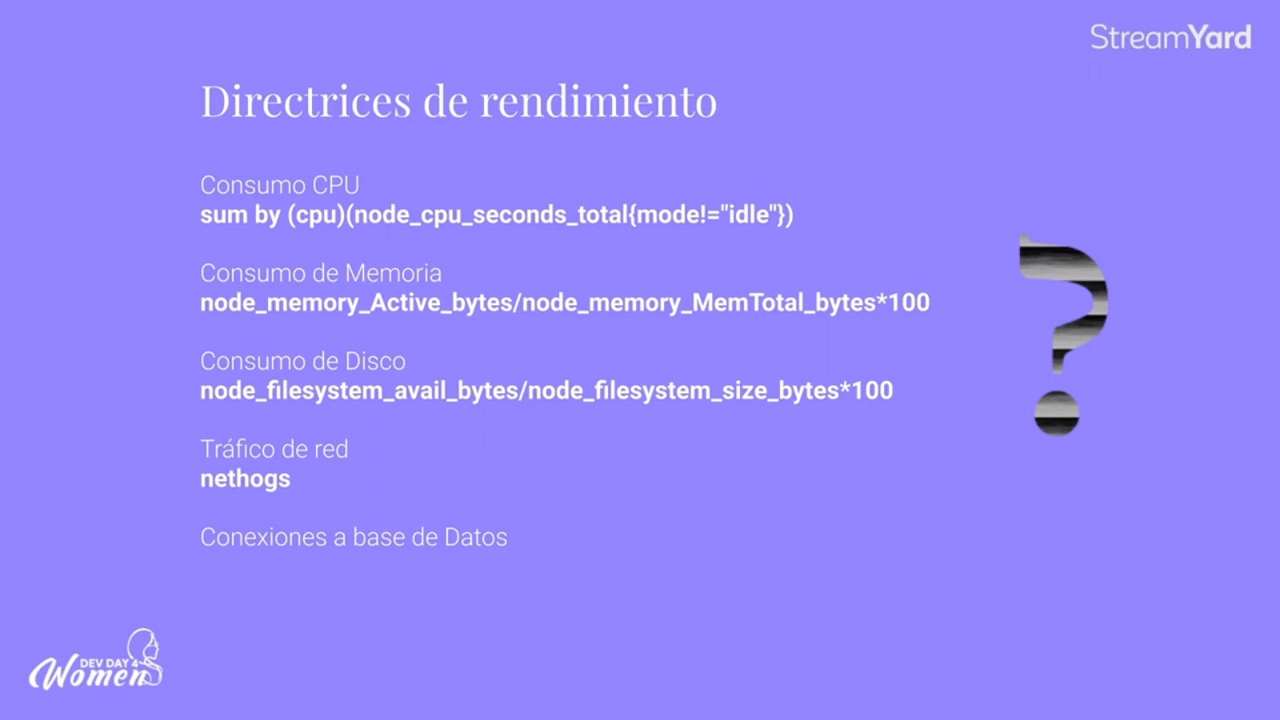 StreamYard
Directrices de rendimiento
Consumo CPU
sum by (cpu)(node_cpu_seconds_total{mode!="idle"})
Consumo de Memoria
node_memory_Active_bytes/node_memory_MemTotal_bytes*100
Consumo de Disco
node_filesystem_avail_bytes/node_filesystem_size_bytes*100
Tráfico de red
nethogs
Conexiones a base de Datos
?
DEV DAY 4
Women